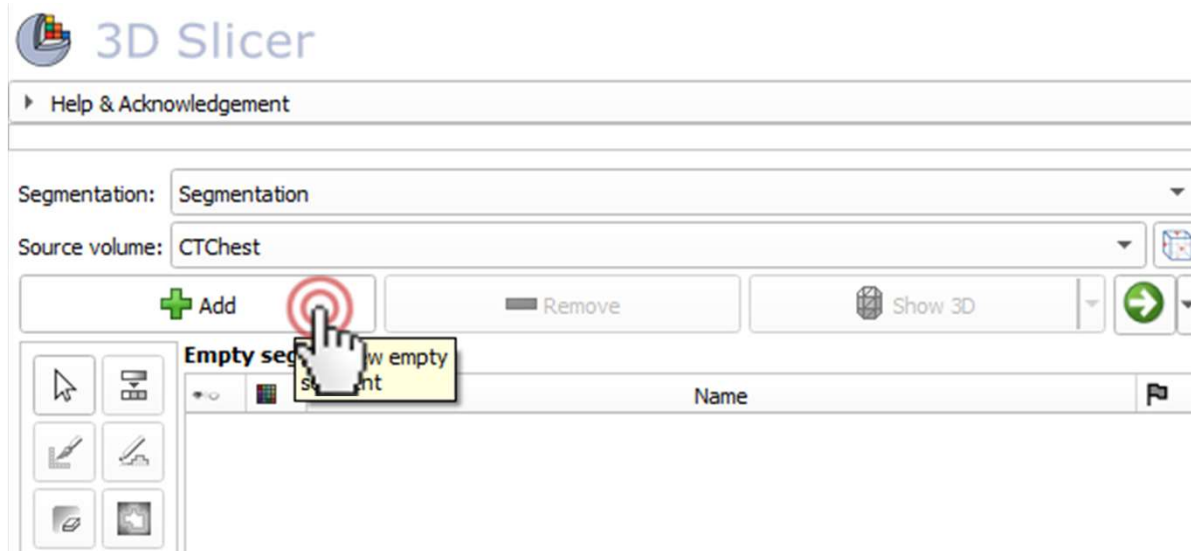 3D Slicer
Help & Acknowledgement
Segmentation: Segmentation
Source volume: CTChest
Add Remove Show 3D
Empty seg
w empty
nt
Name